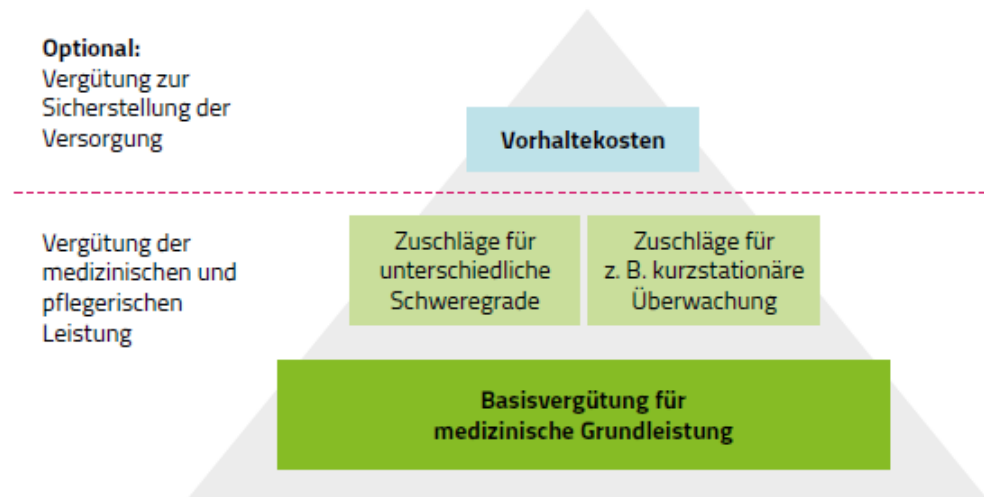 Optional:
Vergütung zur
Sicherstellung der
Versorgung
Vorhaltekosten
Vergütung der
medizinischen und
pflegerischen
Leistung
Zuschläge für
unterschiedliche
Schweregrade
Zuschläge für
z. B. kurzstationäre
Überwachung
Basisvergütung für
medizinische Grundleistung